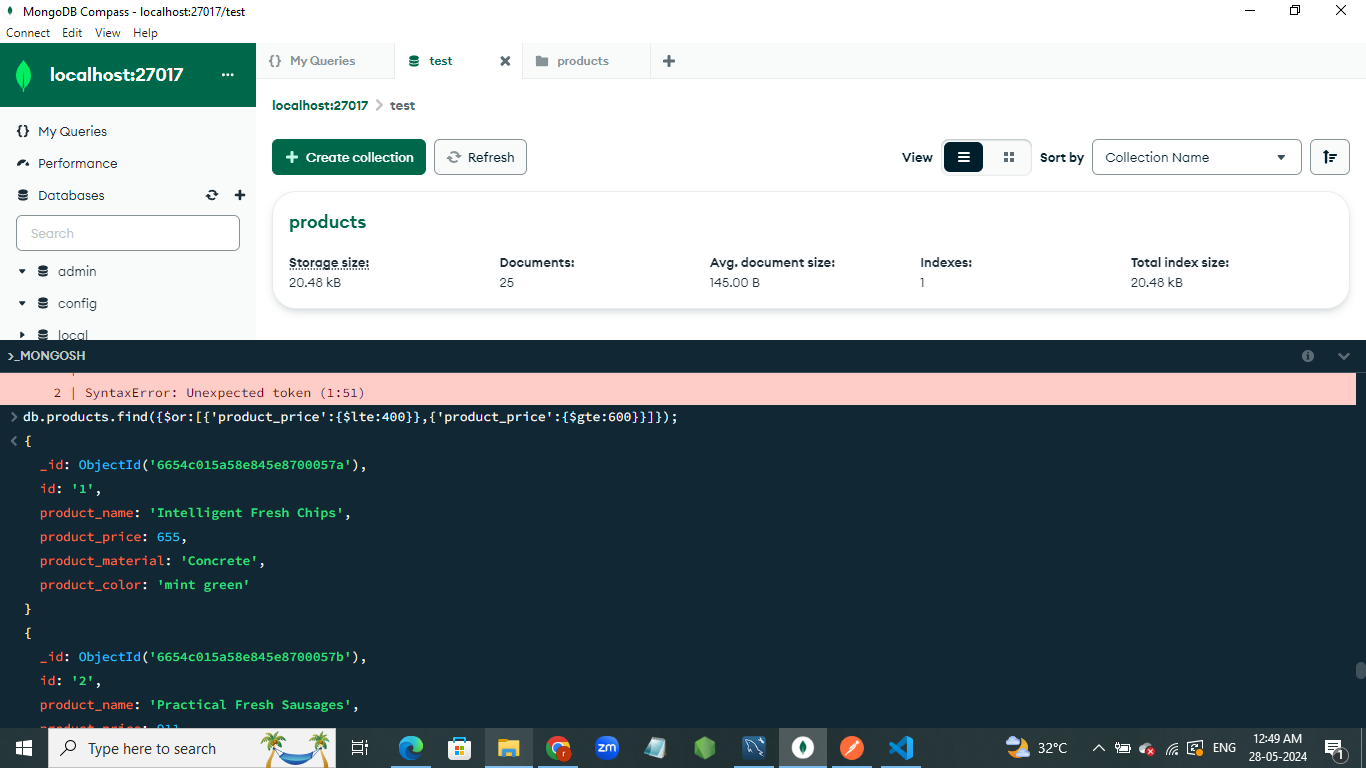 MongoDB Compass - localhost:27017/test
Connect Edit View Help
localhost:27017 ...
{} My Queries
test
products
localhost:27017 > test
{} My Queries
Performance
Databases
Search
admin
config
local
+ Create collection
Refresh
View
Sort by
Collection Name
products
Storage size: Documents: Avg. document size: Indexes: Total index size:
20.48 kB 25 145.00 B 1 20.48 kB
>_MONGOSH
2 | SyntaxError: Unexpected token (1:51)
> db.products.find({$or:[{'product_price':{$lte:400}},{'product_price':{$gte:600}}]});
< {
_id: ObjectId('6654c015a58e845e8700057a'),
id: '1',
product_name: 'Intelligent Fresh Chips',
product_price: 655,
product_material: 'Concrete',
product_color: 'mint green'
}
{
_id: ObjectId('6654c015a58e845e8700057b'),
id: '2',
product_name: 'Practical Fresh Sausages',
product_price: 911
Type here to search
zm
r
32°C
ENG
12:49 AM
28-05-2024
1